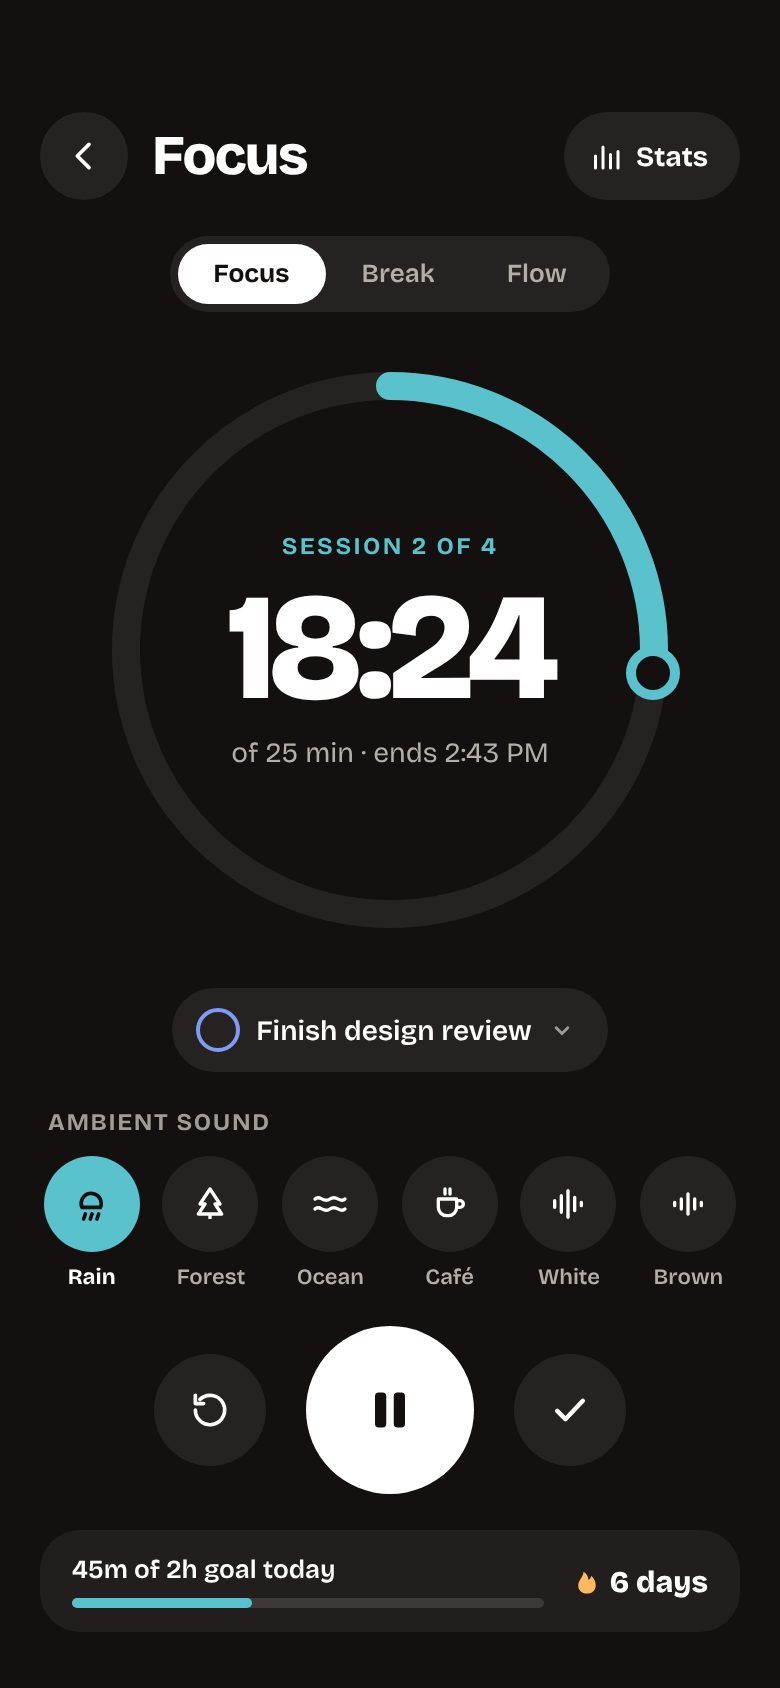 Focus
Stats
Focus
Break
Flow
SESSION 2 OF 4
18:24
of 25 min · ends 2:43 PM
Finish design review
AMBIENT SOUND
Rain
Forest
Ocean
Café
White
Brown
45m of 2h goal today
6 days